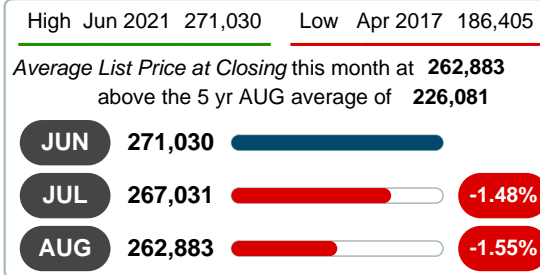 High Jun 2021 271,030 Low Apr 2017 186,405
Average List Price at Closing this month at 262,883
above the 5 yr AUG average of 226,081
JUN 271,030
JUL 267,031 -1.48%
AUG 262,883 -1.55%